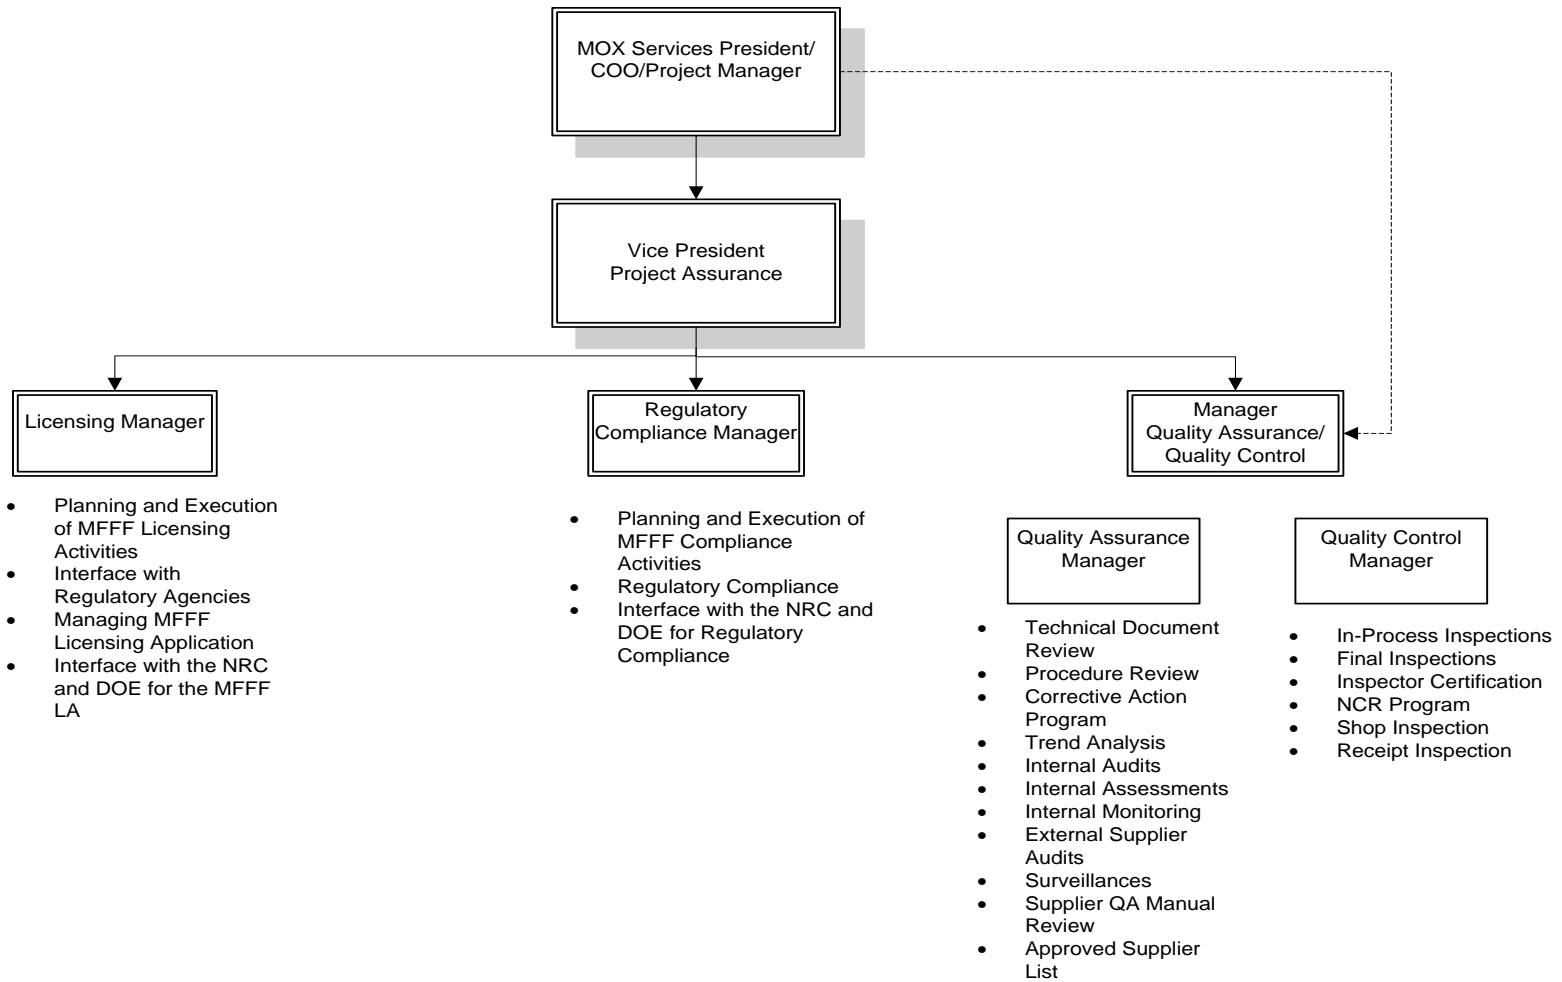 MOX Services President/
COO/Project Manager
Vice President
Project Assurance
Licensing Manager
Regulatory
Compliance Manager
Manager
Quality Assurance/
Quality Control
• Planning and Execution
of MFFF Licensing
Activities
• Interface with
Regulatory Agencies
• Managing MFFF
Licensing Application
• Interface with the NRC
and DOE for the MFFF
LA
• Planning and Execution of
MFFF Compliance
Activities
• Regulatory Compliance
• Interface with the NRC and
DOE for Regulatory
Compliance
Quality Assurance
Manager
• Technical Document
Review
• Procedure Review
• Corrective Action
Program
• Trend Analysis
• Internal Audits
• Internal Assessments
• Internal Monitoring
• External Supplier
Audits
• Surveillances
• Supplier QA Manual
Review
• Approved Supplier
List
Quality Control
Manager
• In-Process Inspections
• Final Inspections
• Inspector Certification
• NCR Program
• Shop Inspection
• Receipt Inspection